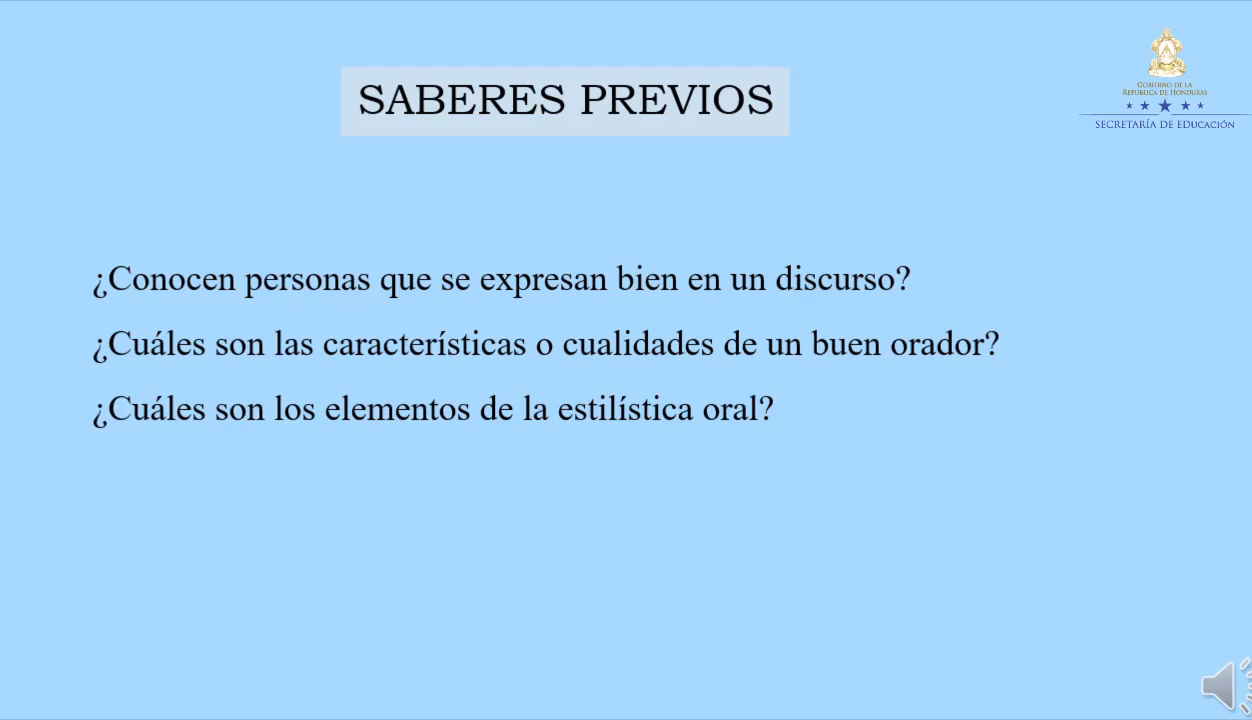 SABERES PREVIOS
GOBIERNO DE LA
REPÚBLICA DE HONDURAS
SECRETARÍA DE EDUCACIÓN
¿Conocen personas que se expresan bien en un discurso?
¿Cuáles son las características o cualidades de un buen orador?
¿Cuáles son los elementos de la estilística oral?